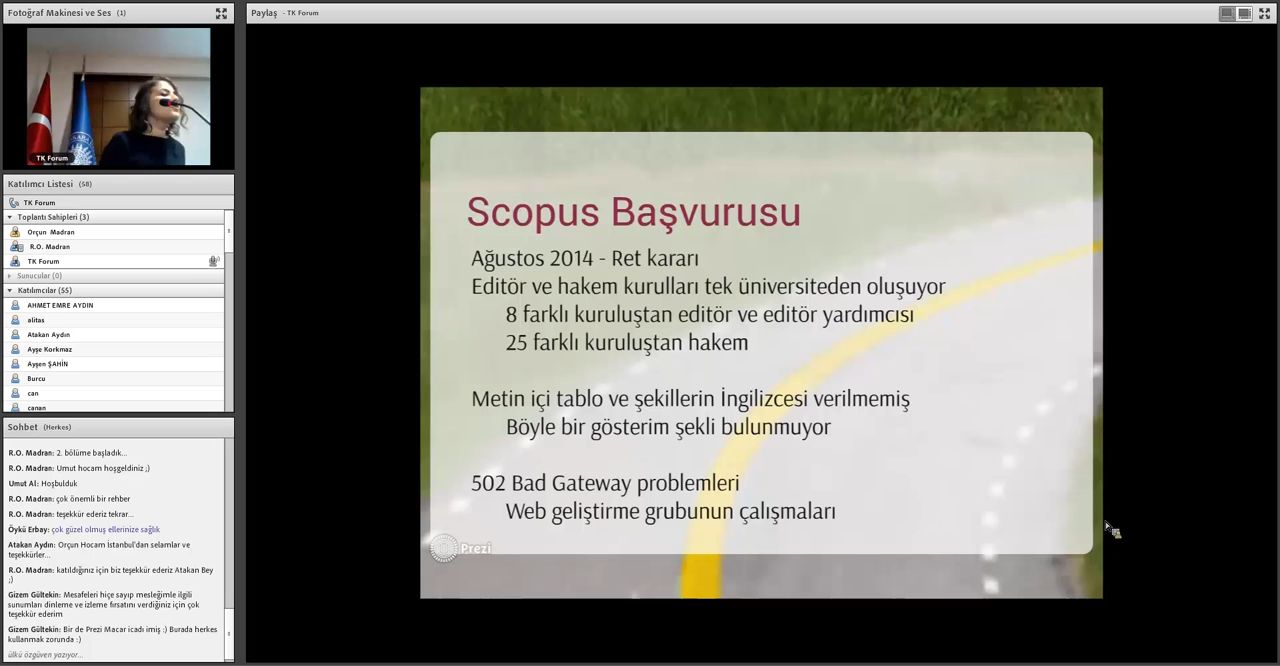 Fotoğraf Makinesi ve Ses (1)
TK Forum
Katılımcı Listesi (58)
TK Forum
Toplantı Sahipleri (3)
Orçun Madran
R.O. Madran
TK Forum
Sunucular (0)
Katılımcılar (55)
AHMET EMRE AYDIN
alitas
Atakan Aydın
Ayşe Korkmaz
Ayşen ŞAHİN
Burcu
can
canan
Sohbet (Herkes)
R.O. Madran: 2. bölüme başladık...
R.O. Madran: Umut hocam hoşgeldiniz ;)
Umut Al: Hoşbulduk
R.O. Madran: çok önemli bir rehber
R.O. Madran: teşekkür ederiz tekrar...
Öykü Erbay: çok güzel olmuş ellerinize sağlık
Atakan Aydın: Orçun Hocam İstanbul'dan selamlar ve
teşekkürler...
R.O. Madran: katıldığınız için biz teşekkür ederiz Atakan Bey
;)
Gizem Gültekin: Mesafeleri hiçe sayıp mesleğimle ilgili
sunumları dinleme ve izleme fırsatını verdiğiniz için çok
teşekkür ederim
Gizem Gültekin: Bir de Prezi Macar icadı imiş :) Burada herkes
kullanmak zorunda :)
ülkü özgüven yazıyor...
Paylaş - TK Forum
Scopus Başvurusu
Ağustos 2014 - Ret kararı
Editör ve hakem kurulları tek üniversiteden oluşuyor
8 farklı kuruluştan editör ve editör yardımcısı
25 farklı kuruluştan hakem
Metin içi tablo ve şekillerin İngilizcesi verilmemiş
Böyle bir gösterim şekli bulunmuyor
502 Bad Gateway problemleri
Web geliştirme grubunun çalışmaları
Prezi